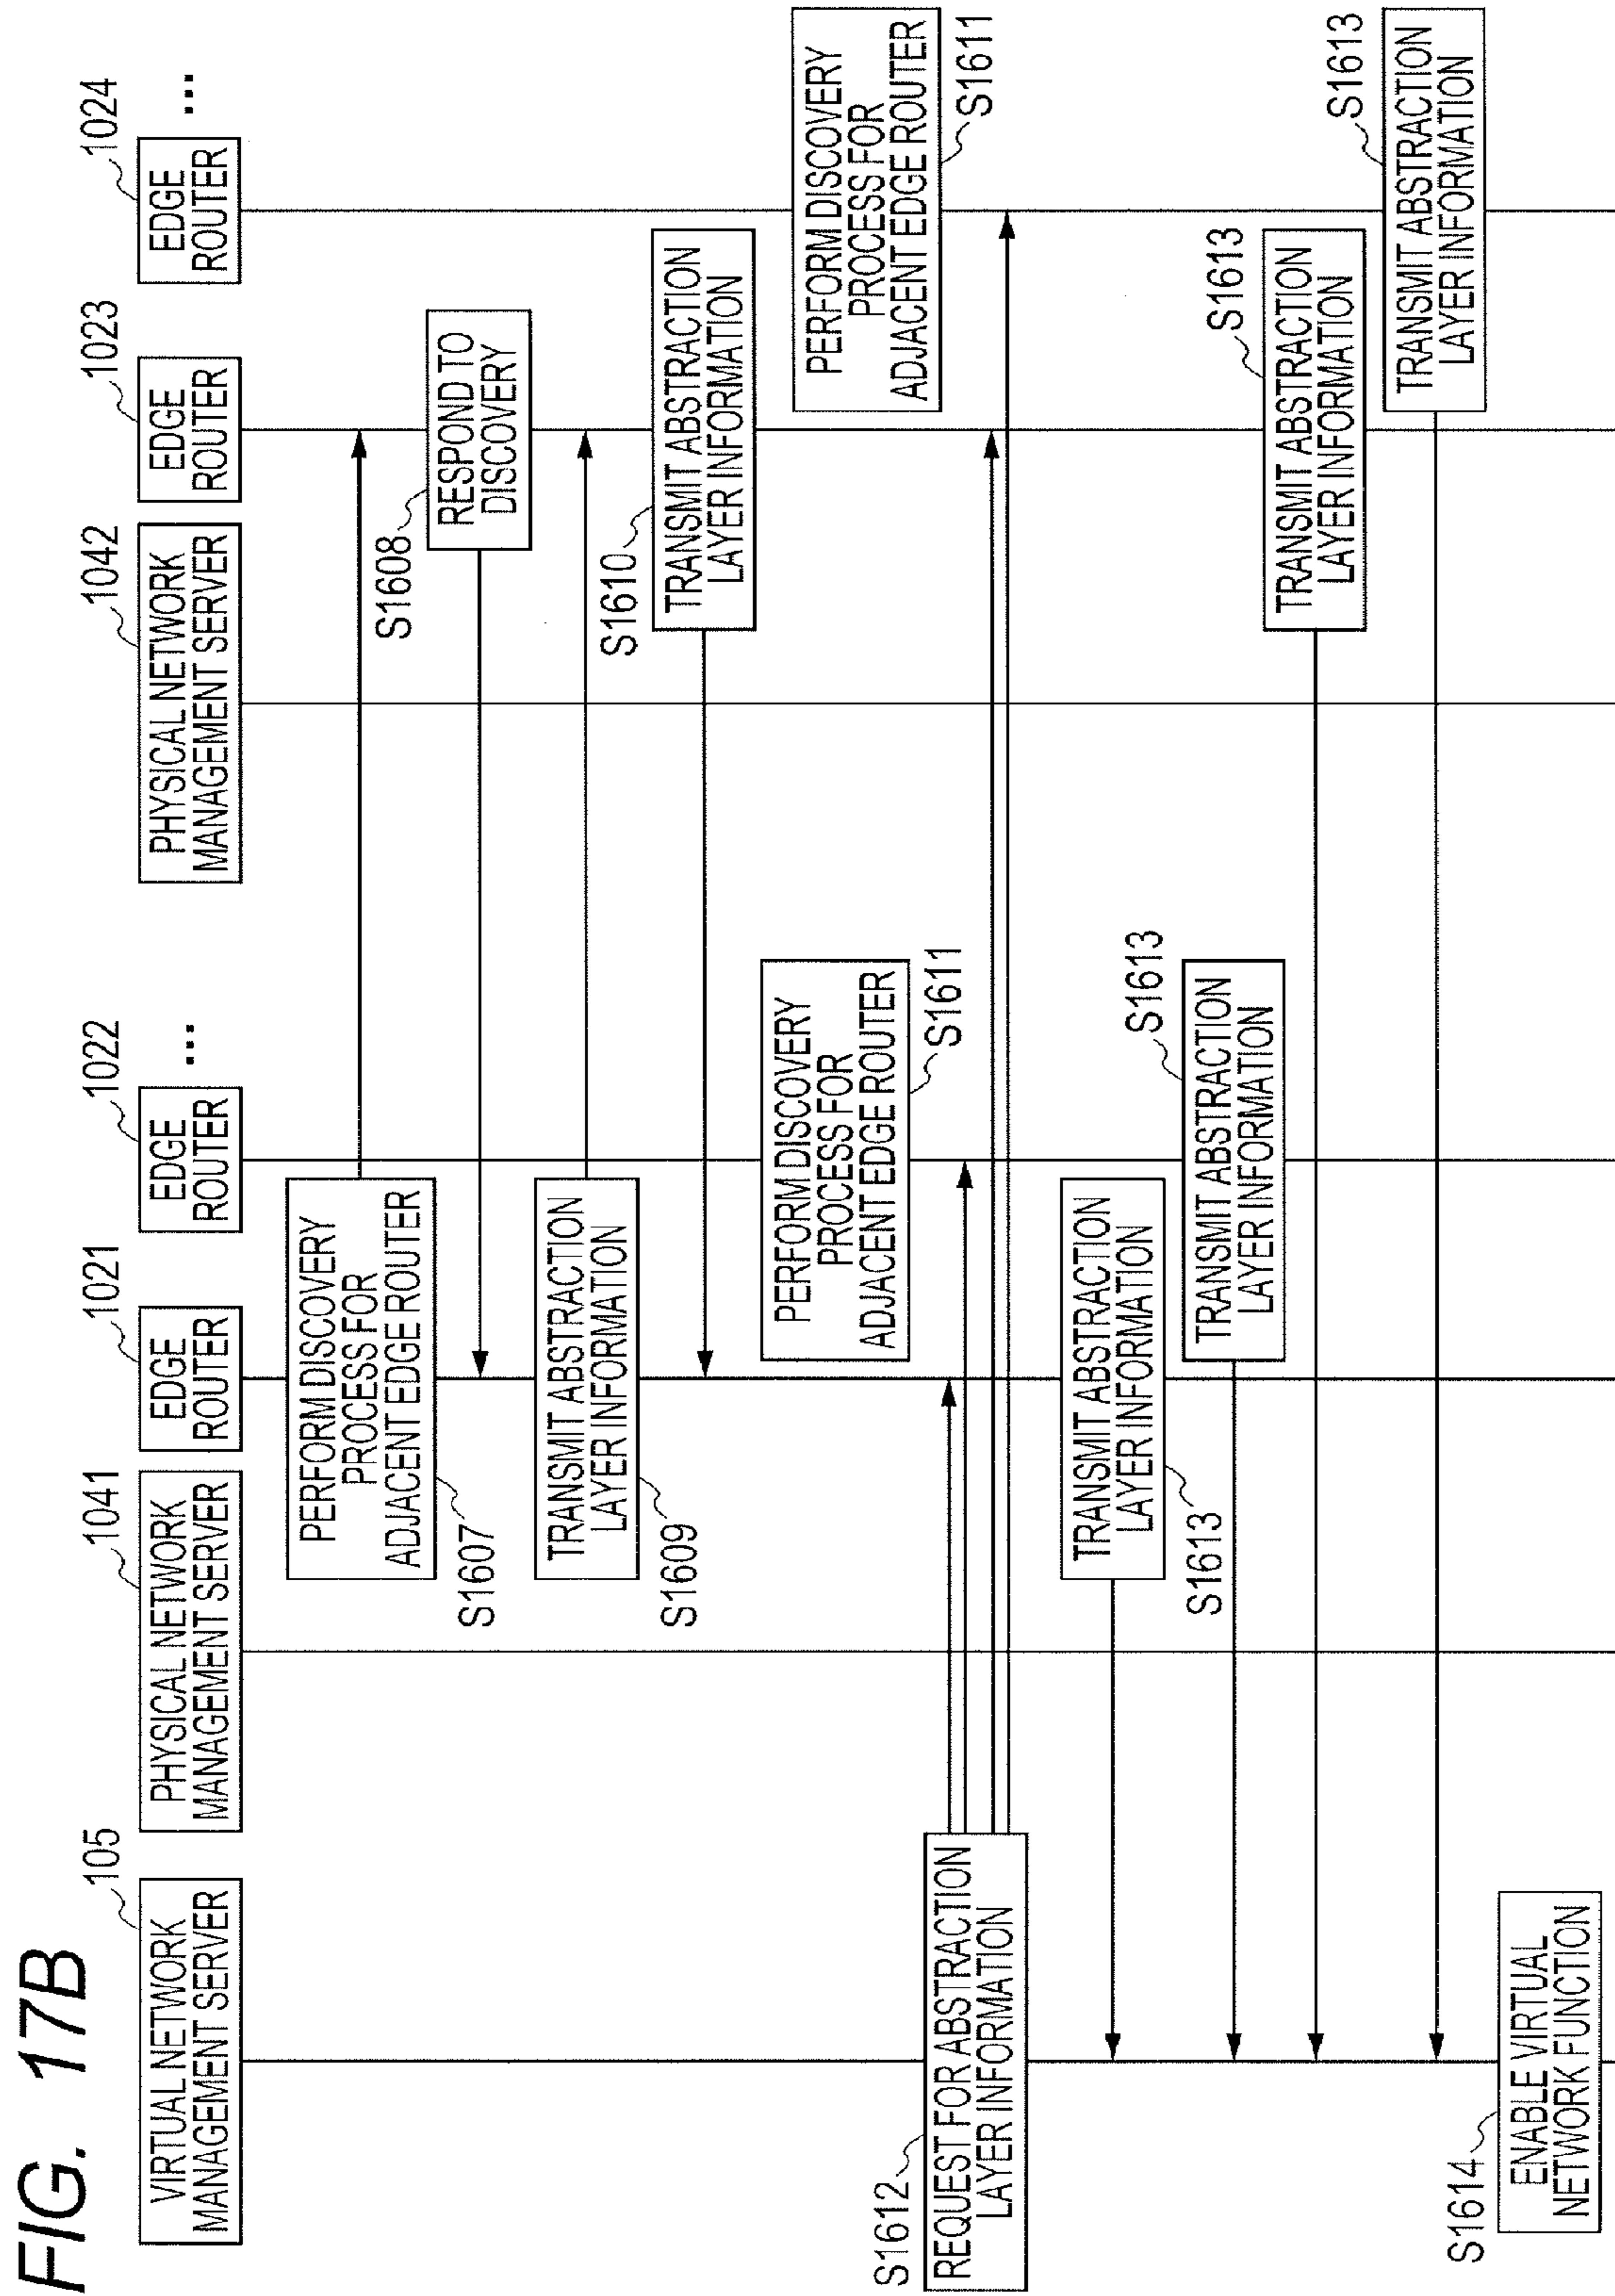 FIG. 17B
105
VIRTUAL NETWORK
MANAGEMENT SERVER
1041
PHYSICAL NETWORK
MANAGEMENT SERVER
1021
EDGE
ROUTER
1022
EDGE
ROUTER
...
1042
PHYSICAL NETWORK
MANAGEMENT SERVER
1023
EDGE
ROUTER
1024
EDGE
ROUTER
...
PERFORM DISCOVERY
PROCESS FOR
ADJACENT EDGE ROUTER
S1607
S1608
RESPOND TO
DISCOVERY
TRANSMIT ABSTRACTION
LAYER INFORMATION
S1609
S1610
TRANSMIT ABSTRACTION
LAYER INFORMATION
PERFORM DISCOVERY
PROCESS FOR
ADJACENT EDGE ROUTER
S1611
PERFORM DISCOVERY
PROCESS FOR
ADJACENT EDGE ROUTER
S1611
S1612
REQUEST FOR ABSTRACTION
LAYER INFORMATION
TRANSMIT ABSTRACTION
LAYER INFORMATION
S1613
S1613
TRANSMIT ABSTRACTION
LAYER INFORMATION
S1613
TRANSMIT ABSTRACTION
LAYER INFORMATION
S1613
TRANSMIT ABSTRACTION
LAYER INFORMATION
S1614
ENABLE VIRTUAL
NETWORK FUNCTION